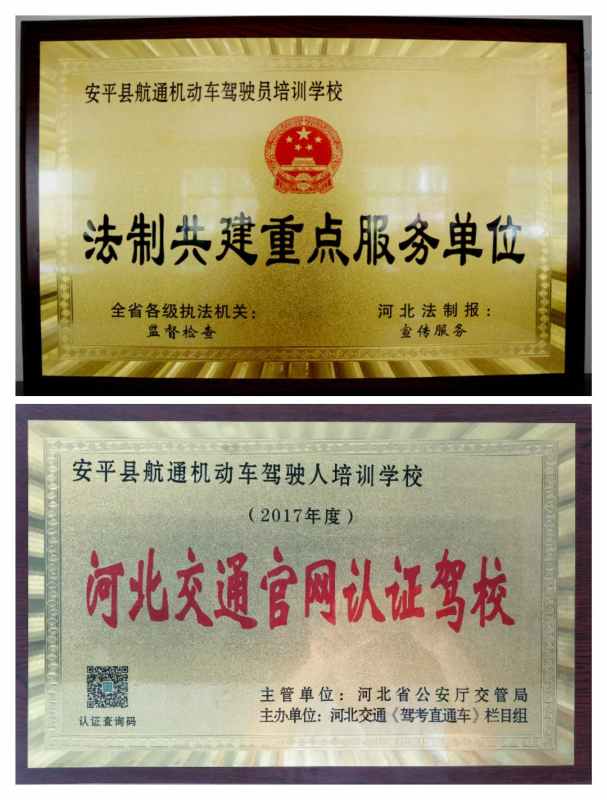 安平县航通机动车驾驶员培训学校
法制共建重点服务单位
全省各级执法机关：
监督检查
河北法制报：
宣传服务
安平县航通机动车驾驶人培训学校
（2017年度）
河北交通官网认证驾校
认证查询码
主管单位：河北省公安厅交管局
主办单位：河北交通《驾考直通车》栏目组